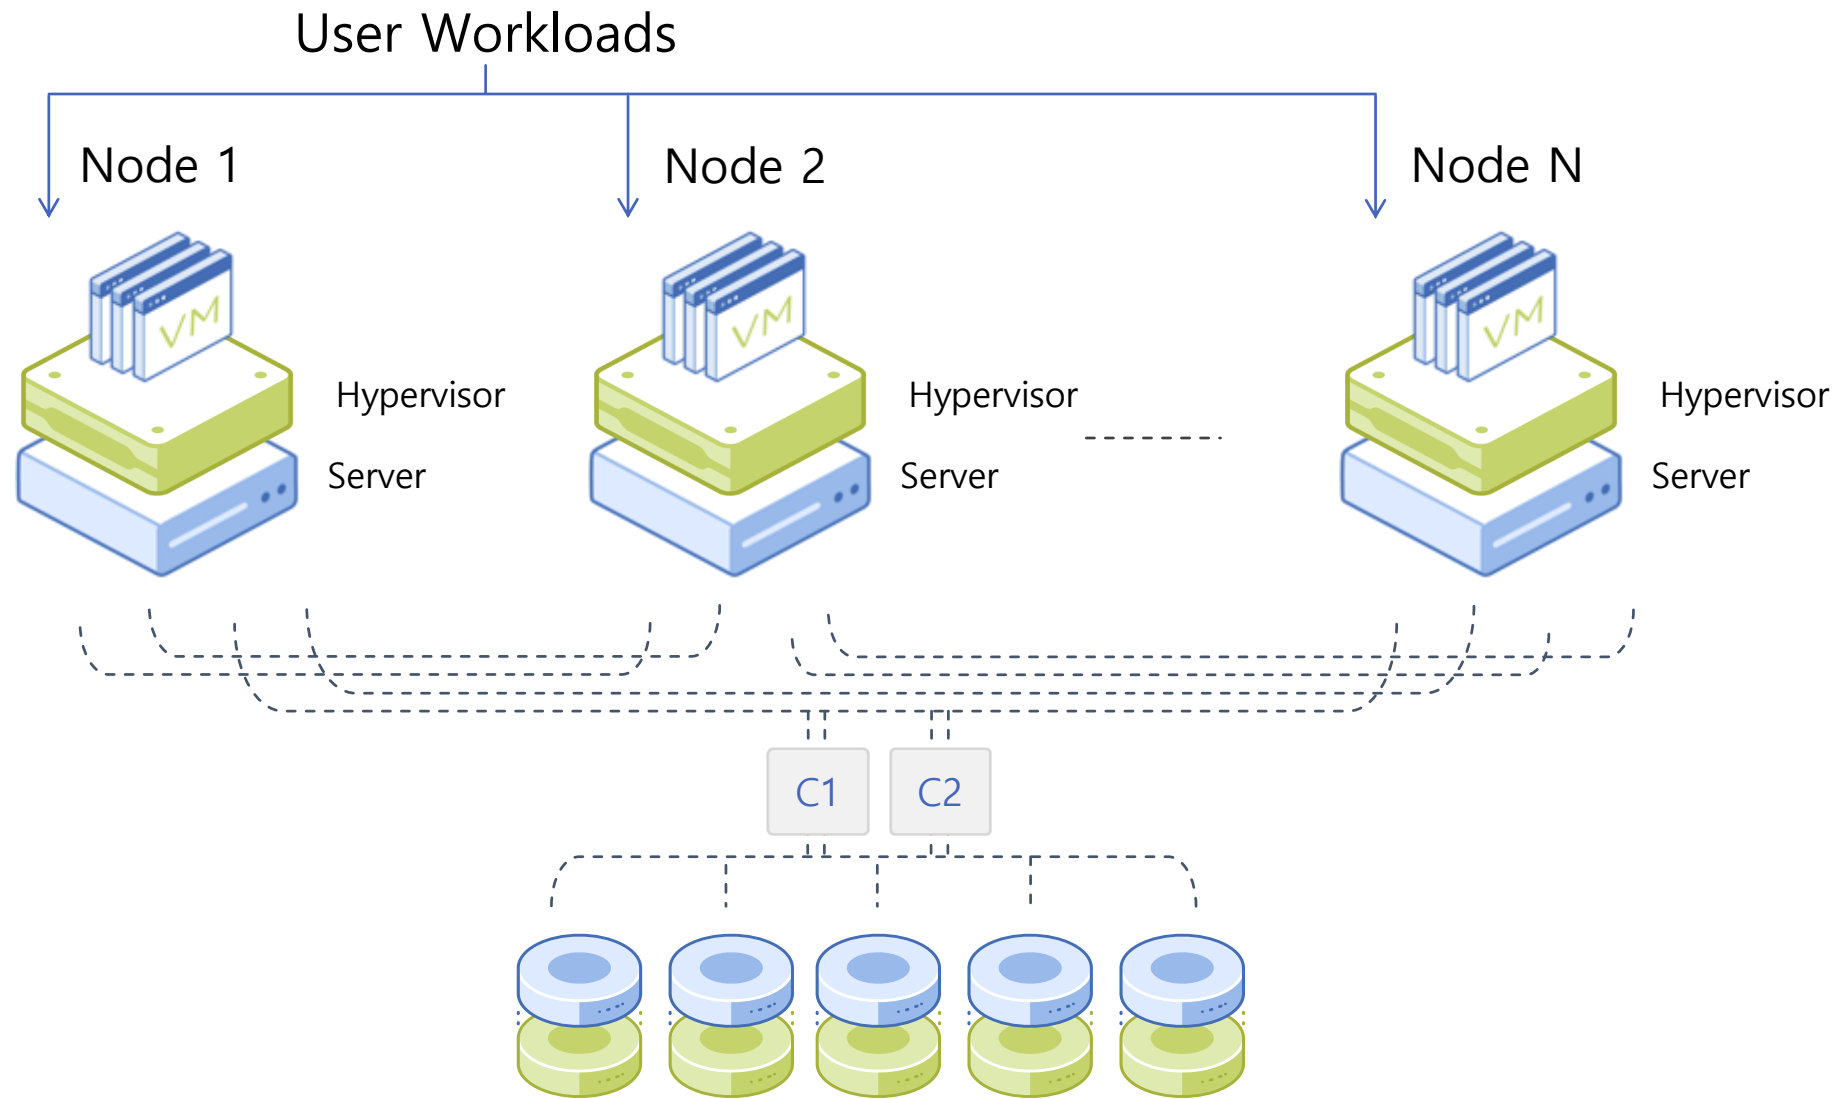 User Workloads
Node 1
Node 2
Node N
VM
VM
VM
Hypervisor
Hypervisor
Hypervisor
Server
Server
Server
C1
C2